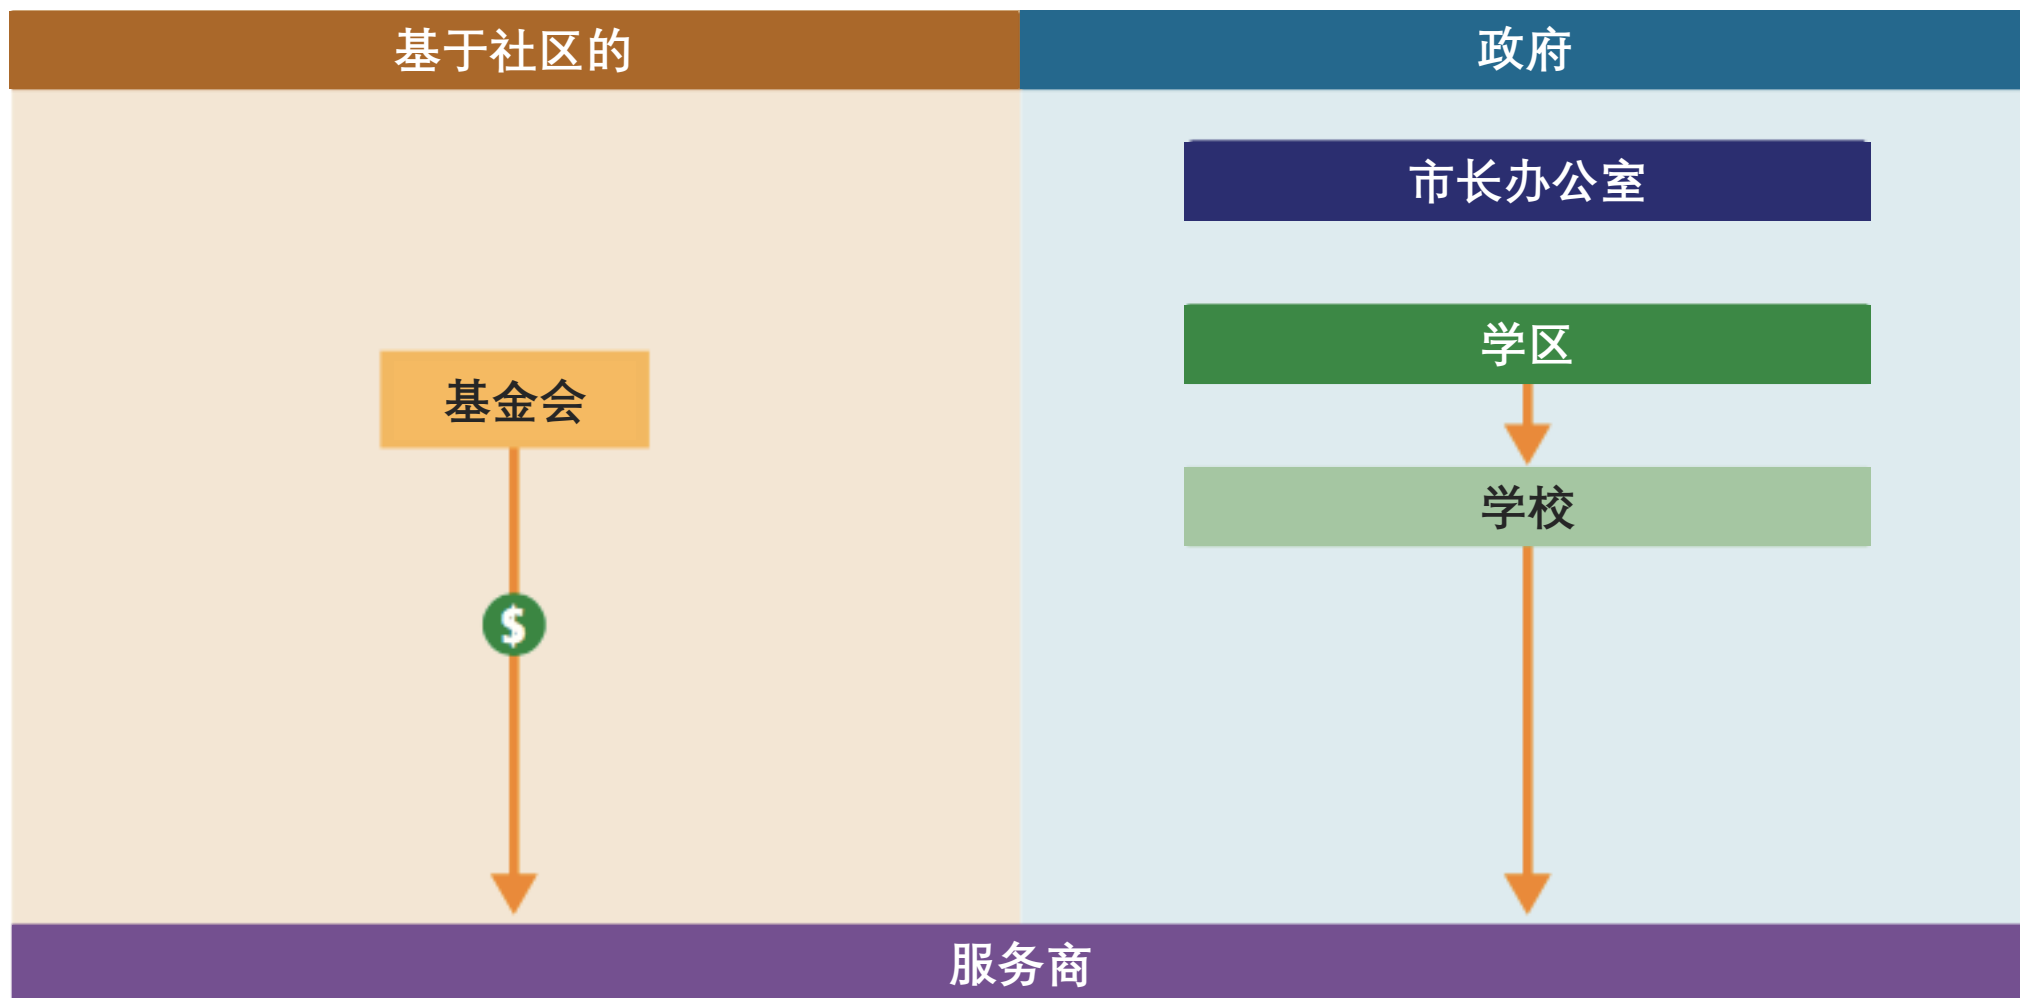 基于社区的
政府
市长办公室
学区
基金会
学校
$
服务商